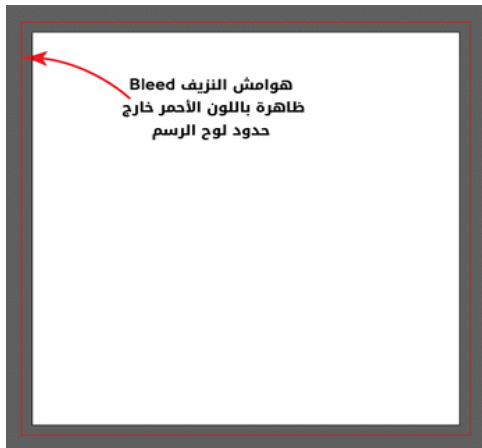 هوامش النزيف Bleed
ظاهرة باللون الأحمر خارج
حدود لوح الرسم